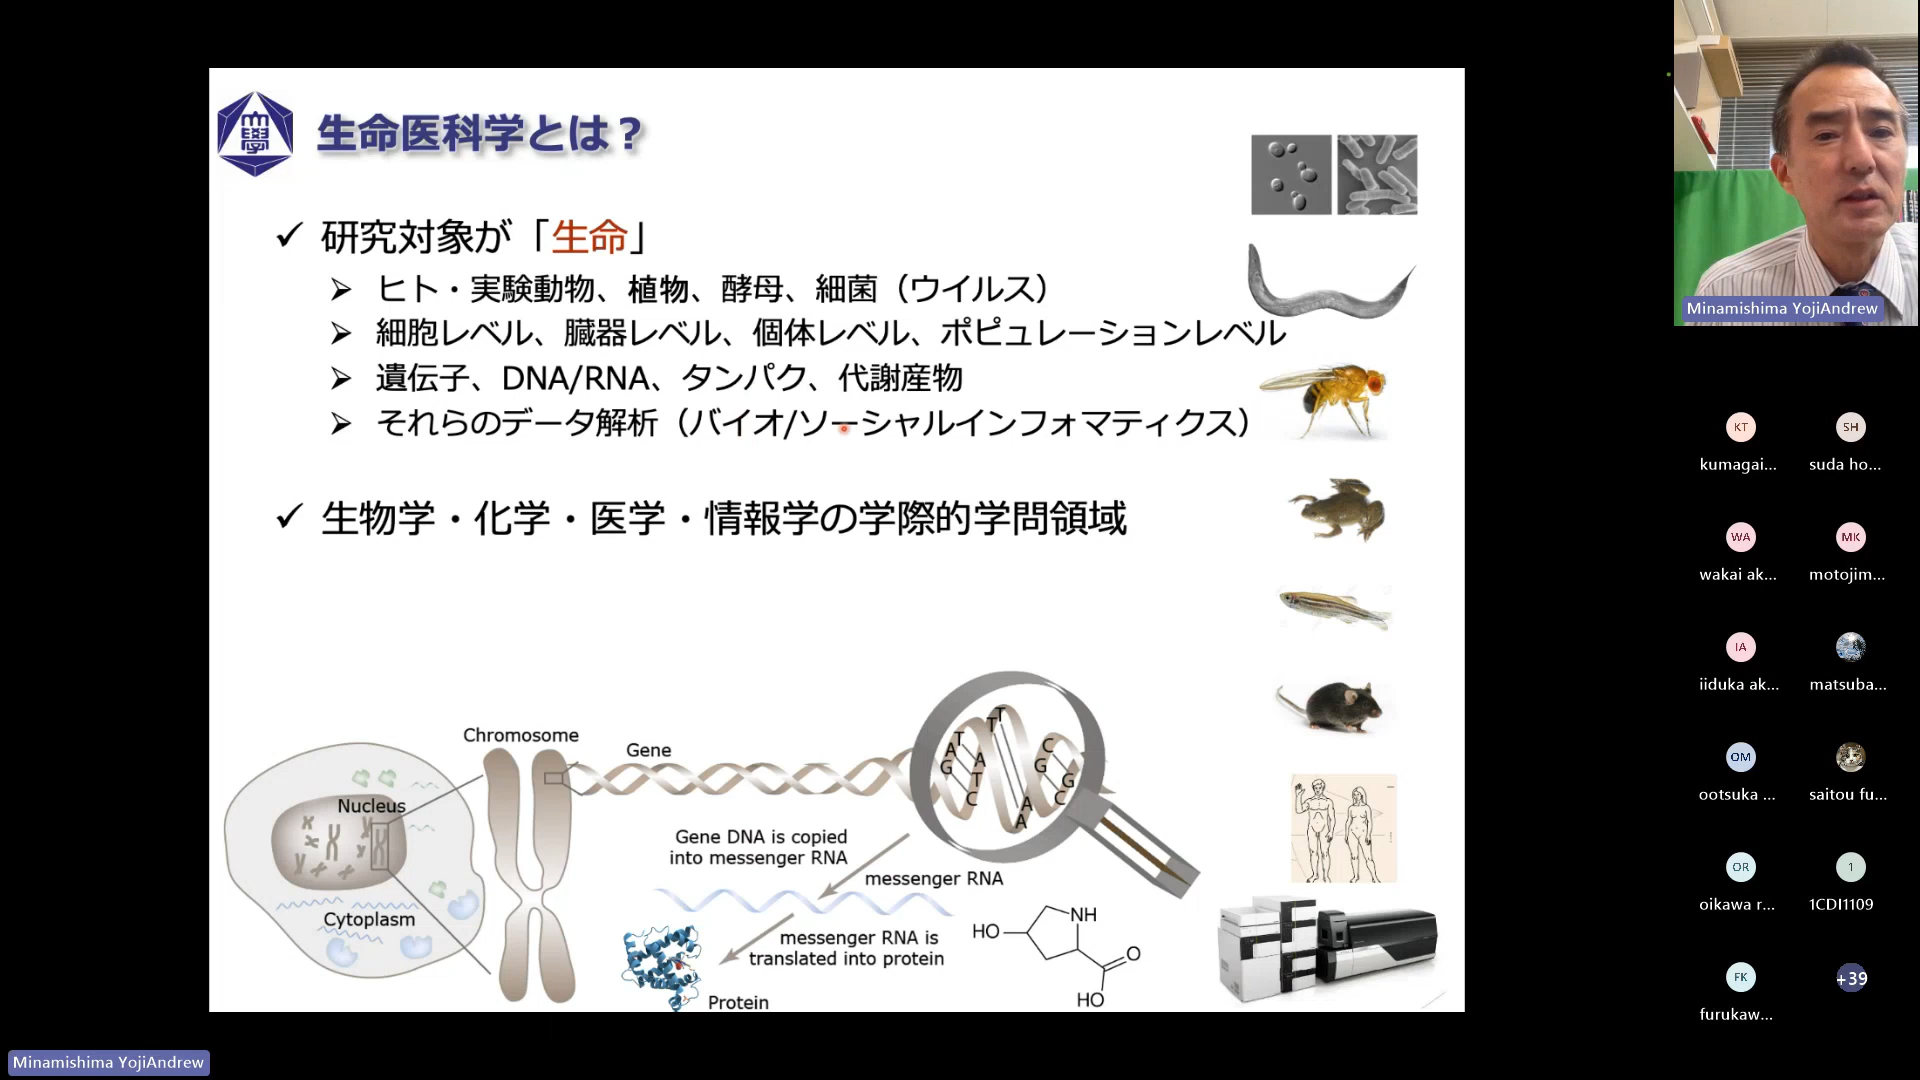 大學
生命医科学とは？
✓ 研究対象が「生命」
➢ ヒト・実験動物、植物、酵母、細菌（ウイルス）
➢ 細胞レベル、臓器レベル、個体レベル、ポピュレーションレベル
➢ 遺伝子、DNA/RNA、タンパク、代謝産物
➢ それらのデータ解析（バイオ/ソーシャルインフォマティクス）
✓ 生物学・化学・医学・情報学の学際的学問領域
Chromosome
Gene
Nucleus
Cytoplasm
A T
G
T T
A
T
C
C
G
G
C
A
A
Gene DNA is copied
into messenger RNA
messenger RNA
messenger RNA is
translated into protein
Protein
HO
NH
O
HO
Minamishima YojiAndrew
KT
kumagai...
SH
suda ho...
WA
wakai ak...
MK
motojim...
IA
iiduka ak...
matsuba...
OM
ootsuka ...
saitou fu...
OR
oikawa r...
1
1CDI1109
FK
furukaw...
+39
Minamishima YojiAndrew